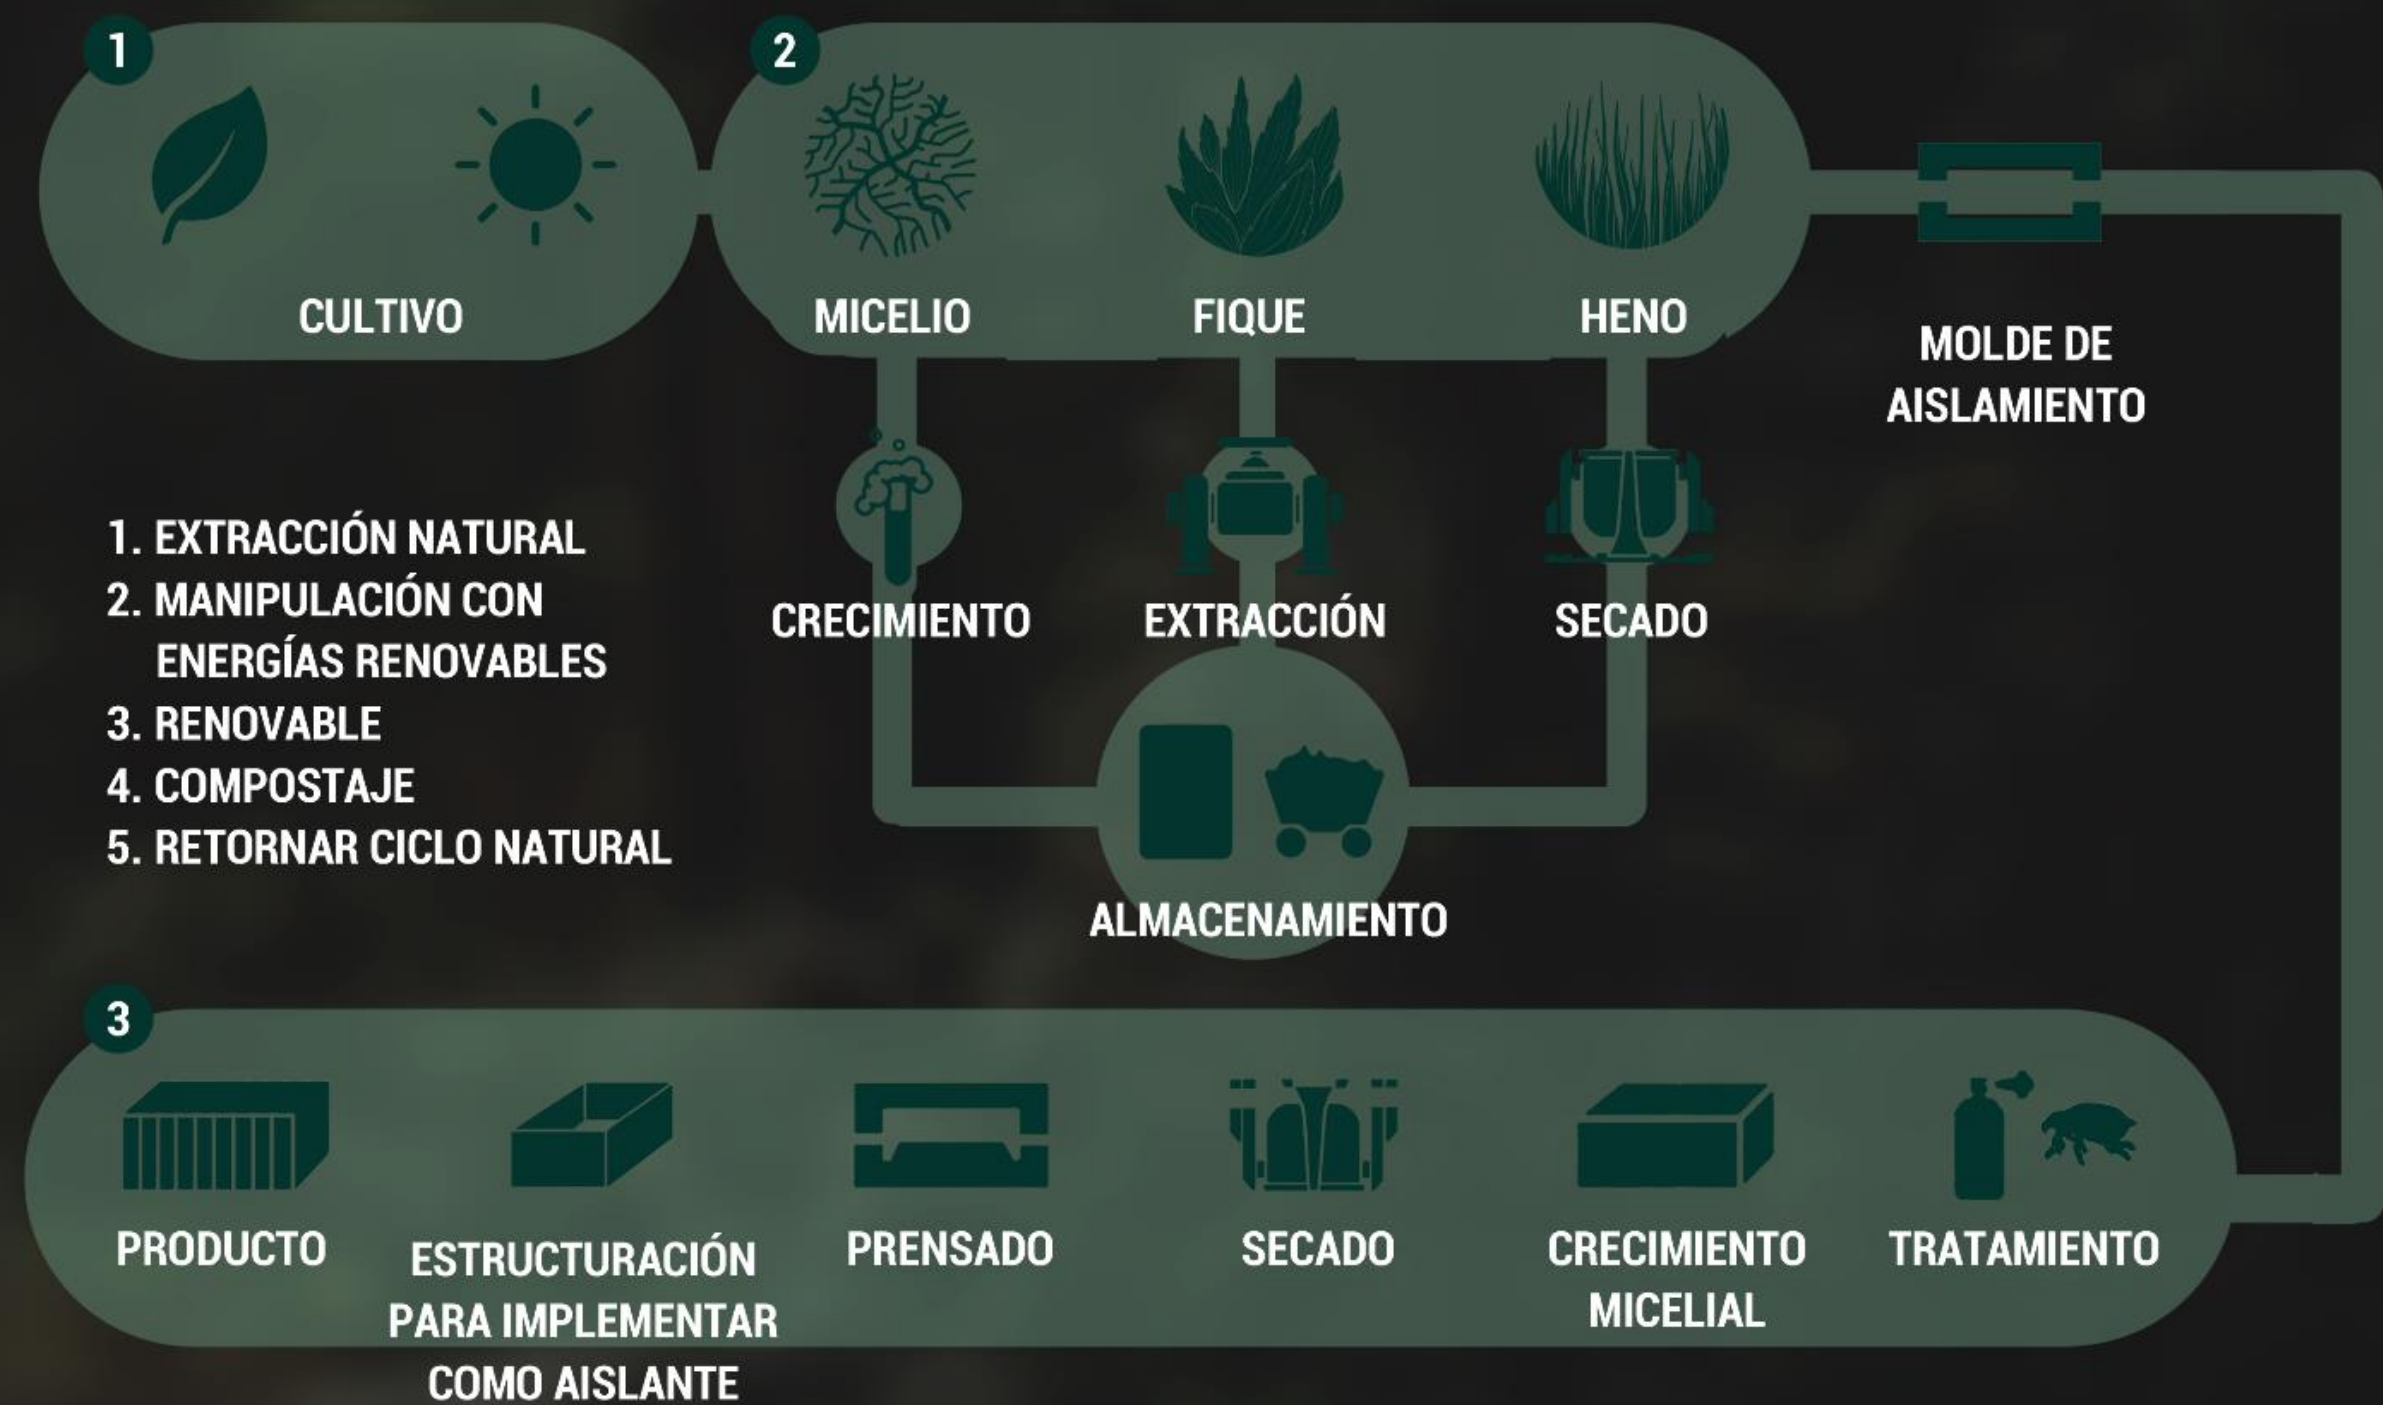 1
CULTIVO
2
MICELIO
FIQUE
HENO
MOLDE DE
AISLAMIENTO
CRECIMIENTO
EXTRACCIÓN
SECADO
ALMACENAMIENTO
1. EXTRACCIÓN NATURAL
2. MANIPULACIÓN CON
ENERGÍAS RENOVABLES
3. RENOVABLE
4. COMPOSTAJE
5. RETORNAR CICLO NATURAL
3
PRODUCTO
ESTRUCTURACIÓN
PARA IMPLEMENTAR
COMO AISLANTE
PRENSADO
SECADO
CRECIMIENTO
MICELIAL
TRATAMIENTO